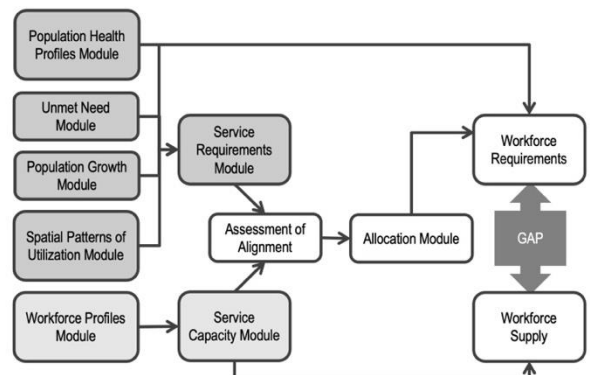 Population Health
Profiles Module
Unmet Need
Module
Population Growth
Module
Spatial Patterns of
Utilization Module
Workforce Profiles
Module
Service
Requirements
Module
Assessment of
Alignment
Service
Capacity Module
Allocation Module
Workforce
Requirements
GAP
Workforce
Supply